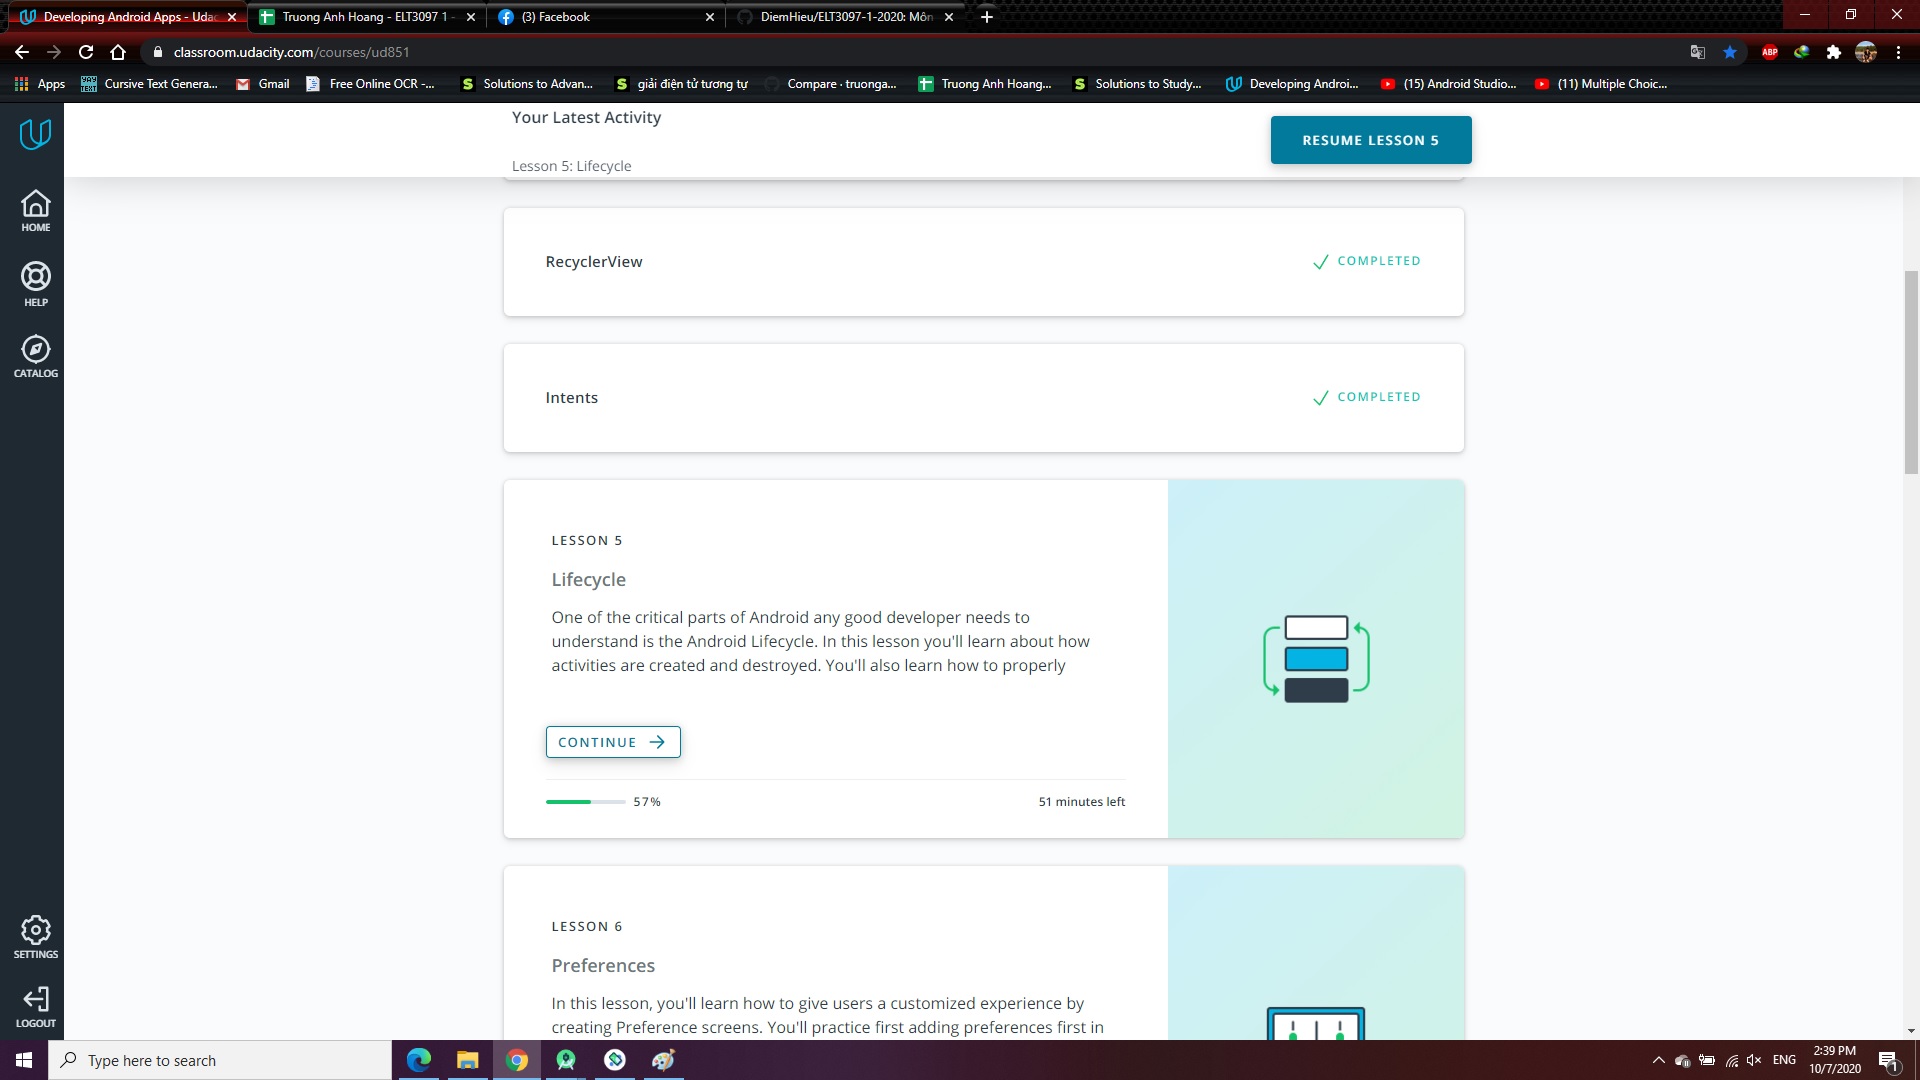 Developing Android Apps - Udac
Truong Anh Hoang - ELT3097 1 -
(3) Facebook
DiemHieu/ELT3097-1-2020: Môn
classroom.udacity.com/courses/ud851
ABP
Apps
Cursive Text Genera...
Gmail
Free Online OCR -...
Solutions to Advan...
giải điện tử tương tự
Compare · truonga...
Truong Anh Hoang...
Solutions to Study...
Developing Androi...
(15) Android Studio...
(11) Multiple Choic...
Your Latest Activity
Lesson 5: Lifecycle
RESUME LESSON 5
HOME
HELP
CATALOG
SETTINGS
LOGOUT
RecyclerView
COMPLETED
Intents
COMPLETED
LESSON 5
Lifecycle
One of the critical parts of Android any good developer needs to
understand is the Android Lifecycle. In this lesson you'll learn about how
activities are created and destroyed. You'll also learn how to properly
CONTINUE
57%
51 minutes left
LESSON 6
Preferences
In this lesson, you'll learn how to give users a customized experience by
creating Preference screens. You'll practice first adding preferences first in
Type here to search
ENG
2:39 PM
10/7/2020
1